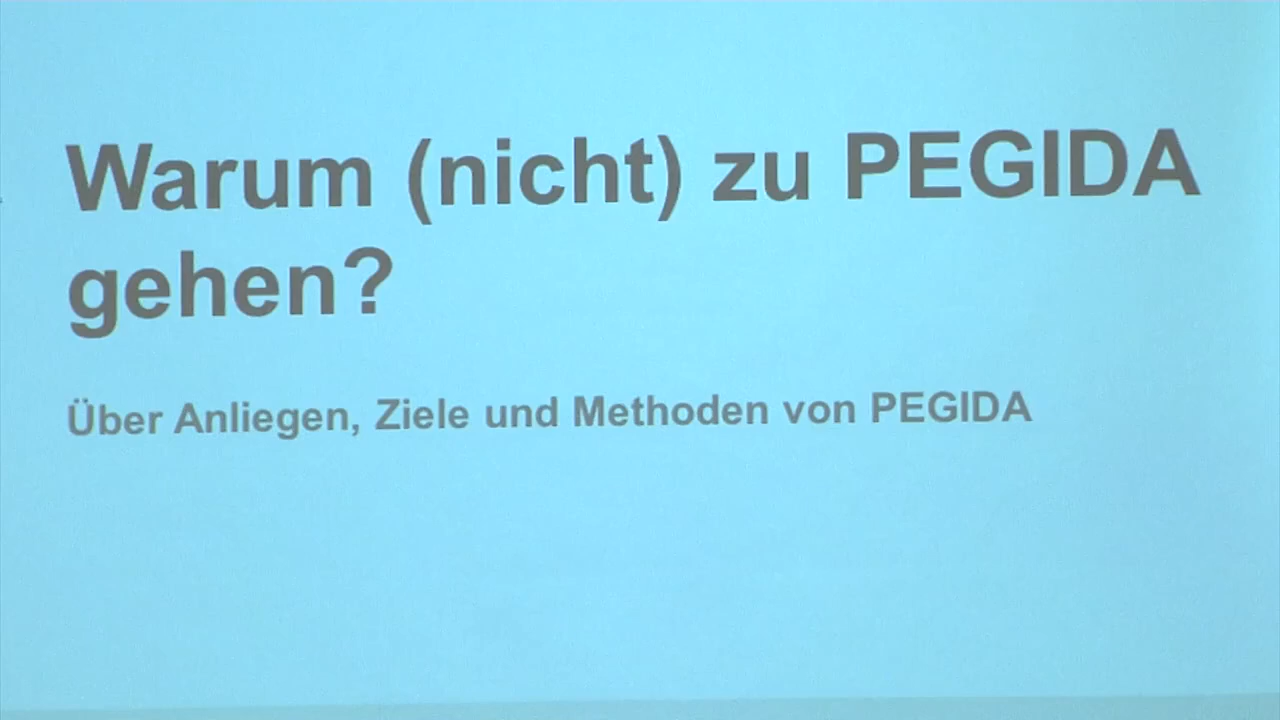 Warum (nicht) zu PEGIDA
gehen?
Über Anliegen, Ziele und Methoden von PEGIDA